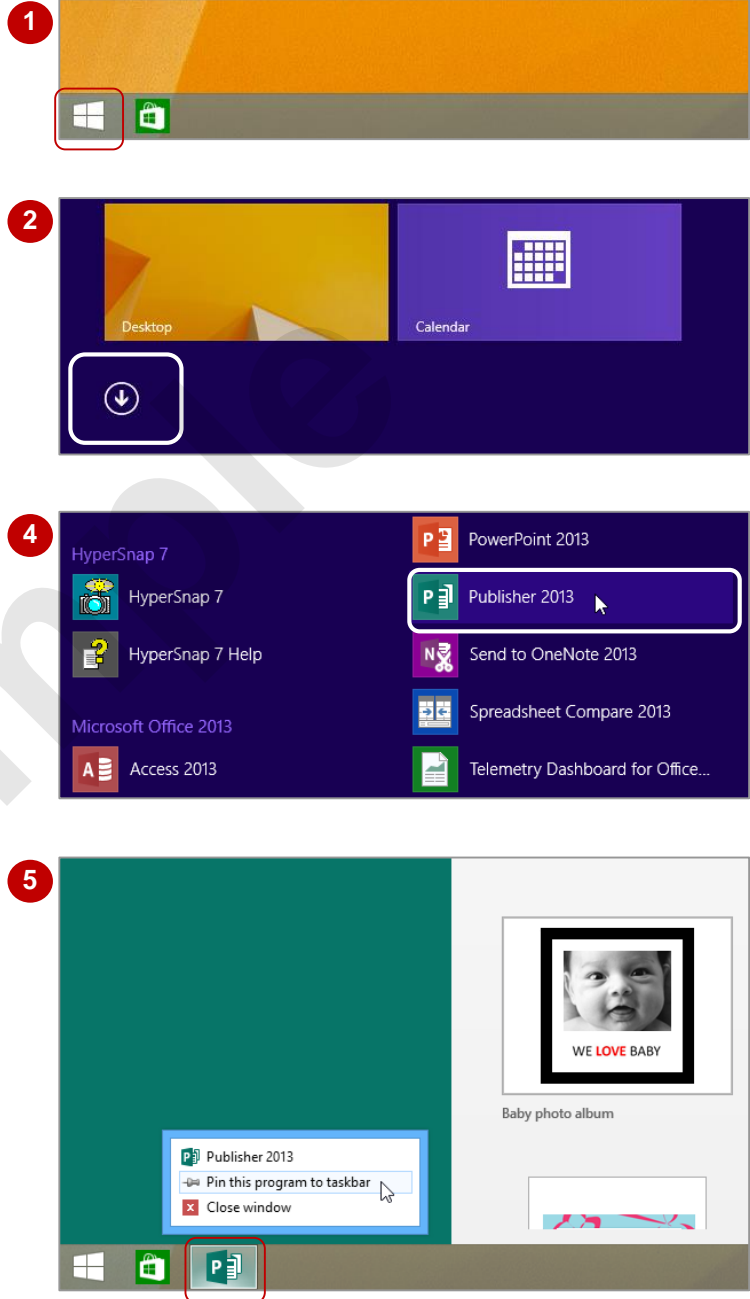 1
2
Desktop
Calendar
4
HyperSnap 7
HyperSnap 7
HyperSnap 7 Help
Microsoft Office 2013
Access 2013
PowerPoint 2013
Publisher 2013
Send to OneNote 2013
Spreadsheet Compare 2013
Telemetry Dashboard for Office...
5
WE LOVE BABY
Baby photo album
Publisher 2013
Pin this program to taskbar
Close window